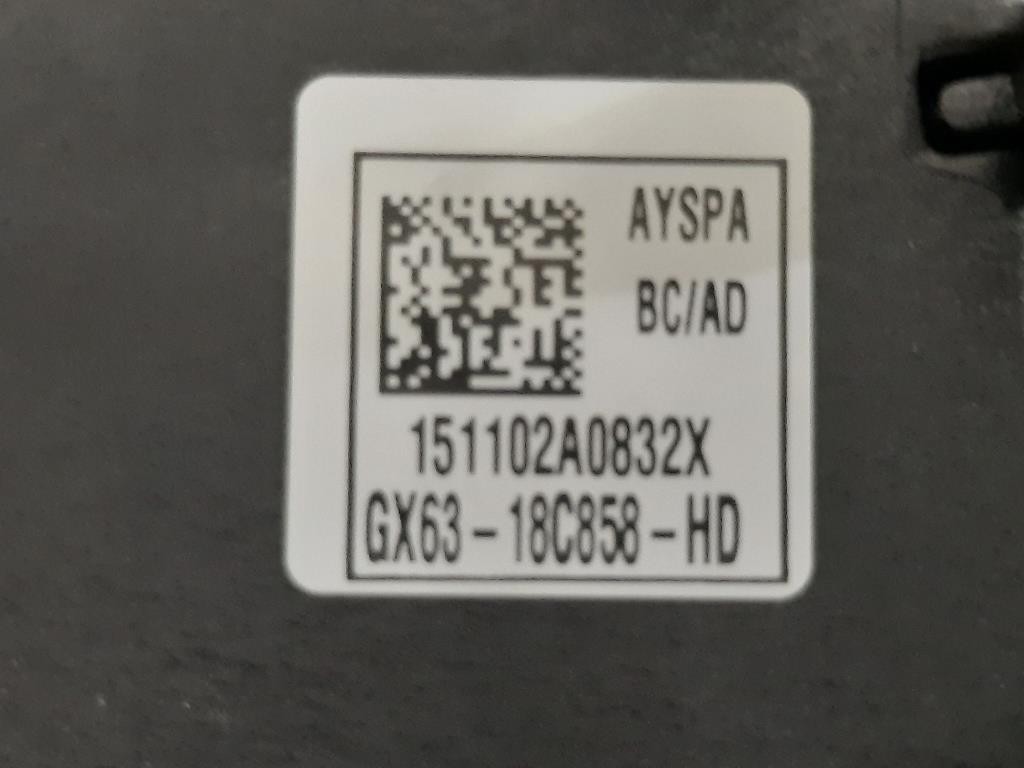 AYSPA
BC/AD
151102A0832X
GX63-18C858-HD